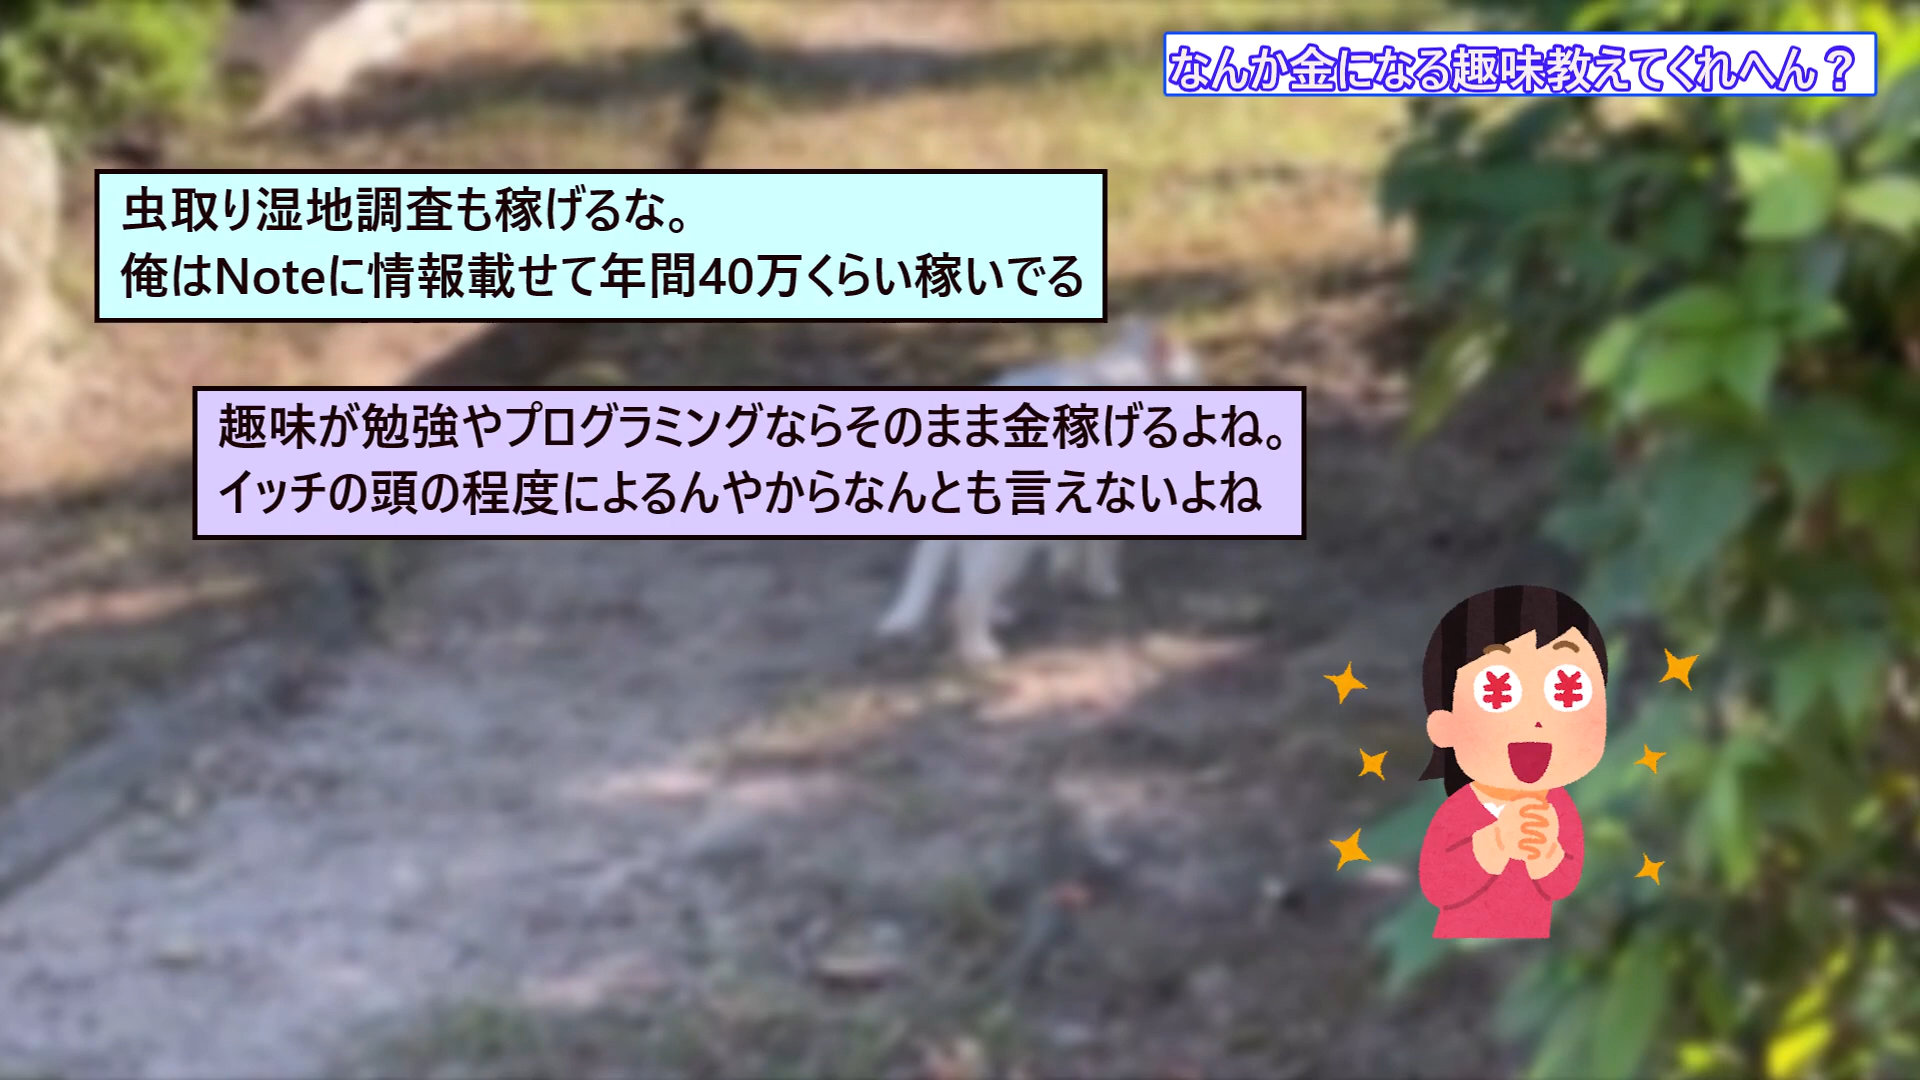 なんか金になる趣味教えてくれへん？
虫取り湿地調査も稼げるな。
俺はNoteに情報載せて年間40万くらい稼いでる
趣味が勉強やプログラミングならそのまま金稼げるよね。
イッチの頭の程度によるんやからなんとも言えないよね
¥ ¥